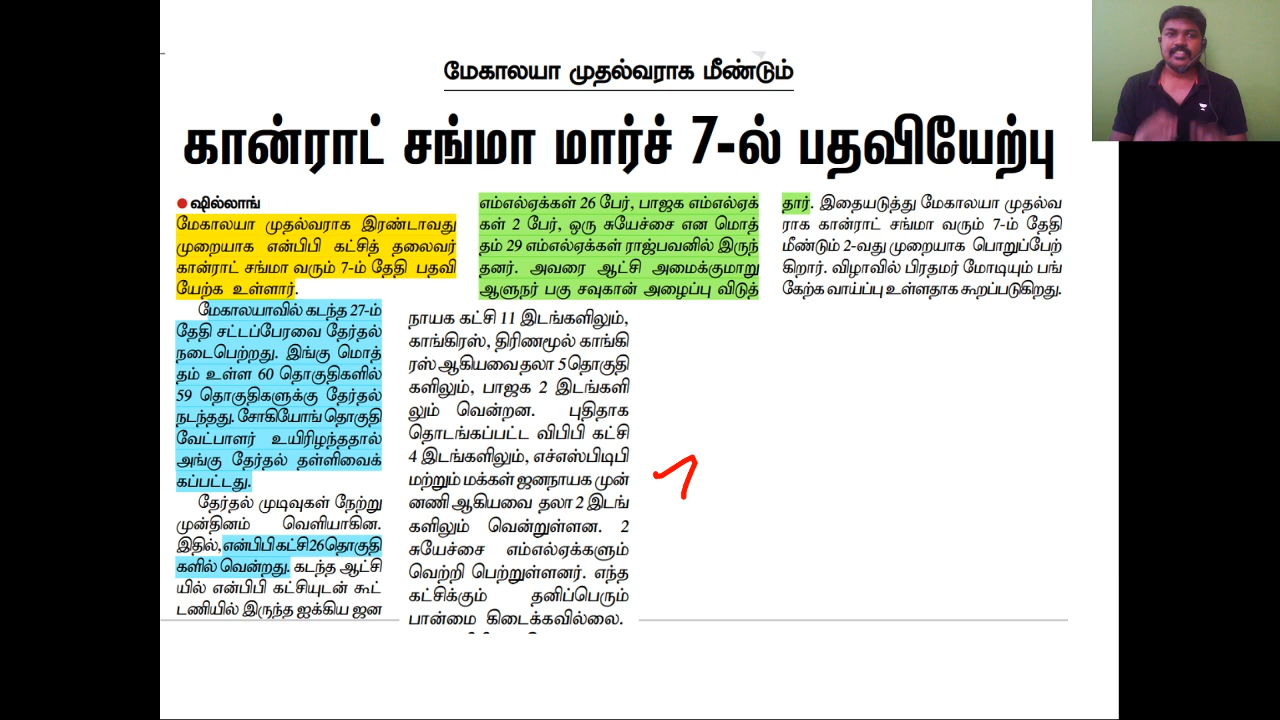 மேகாலயா முதல்வராக மீண்டும்
கான்ராட் சங்மா மார்ச் 7-ல் பதவியேற்பு
ஷில்லாங்
மேகாலயா முதல்வராக இரண்டாவது
முறையாக என்பிபி கட்சித் தலைவர்
கான்ராட் சங்மா வரும் 7-ம் தேதி பதவி
யேற்க உள்ளார்.
மேகாலயாவில் கடந்த 27-ம்
தேதி சட்டப்பேரவை தேர்தல்
நடைபெற்றது. இங்கு மொத்
தம் உள்ள 60 தொகுதிகளில்
59 தொகுதிகளுக்கு தேர்தல்
நடந்தது. சோகியோங் தொகுதி
வேட்பாளர் உயிரிழந்ததால்
அங்கு தேர்தல் தள்ளிவைக்
கப்பட்டது.
தேர்தல் முடிவுகள் நேற்று
முன்தினம் வெளியாகின.
இதில், என்பிபி கட்சி 26 தொகுதி
களில் வென்றது. கடந்த ஆட்சி
யில் என்பிபி கட்சியுடன் கூட்
டணியில் இருந்த ஐக்கிய ஜன
நாயக கட்சி 11 இடங்களிலும்,
காங்கிரஸ், திரிணமூல் காங்கி
ரஸ் ஆகியவை தலா 5 தொகுதி
களிலும், பாஜக 2 இடங்களி
லும் வென்றன. புதிதாக
தொடங்கப்பட்ட விபிபி கட்சி
4 இடங்களிலும், எச்எஸ்பிடிபி
மற்றும் மக்கள் ஜனநாயக முன்
னணி ஆகியவை தலா 2 இடங்
களிலும் வென்றுள்ளன. 2
சுயேச்சை எம்எல்ஏக்களும்
வெற்றி பெற்றுள்ளனர். எந்த
கட்சிக்கும் தனிப்பெரும்
பான்மை கிடைக்கவில்லை.
எம்எல்ஏக்கள் 26 பேர், பாஜக எம்எல்ஏக்
கள் 2 பேர், ஒரு சுயேச்சை என மொத்
தம் 29 எம்எல்ஏக்கள் ராஜ்பவனில் இருந்
தனர். அவரை ஆட்சி அமைக்குமாறு
ஆளுநர் பகு சவுகான் அழைப்பு விடுத்
தார். இதையடுத்து மேகாலயா முதல்வ
ராக கான்ராட் சங்மா வரும் 7-ம் தேதி
மீண்டும் 2-வது முறையாக பொறுப்பேற்
கிறார். விழாவில் பிரதமர் மோடியும் பங்
கேற்க வாய்ப்பு உள்ளதாக கூறப்படுகிறது.